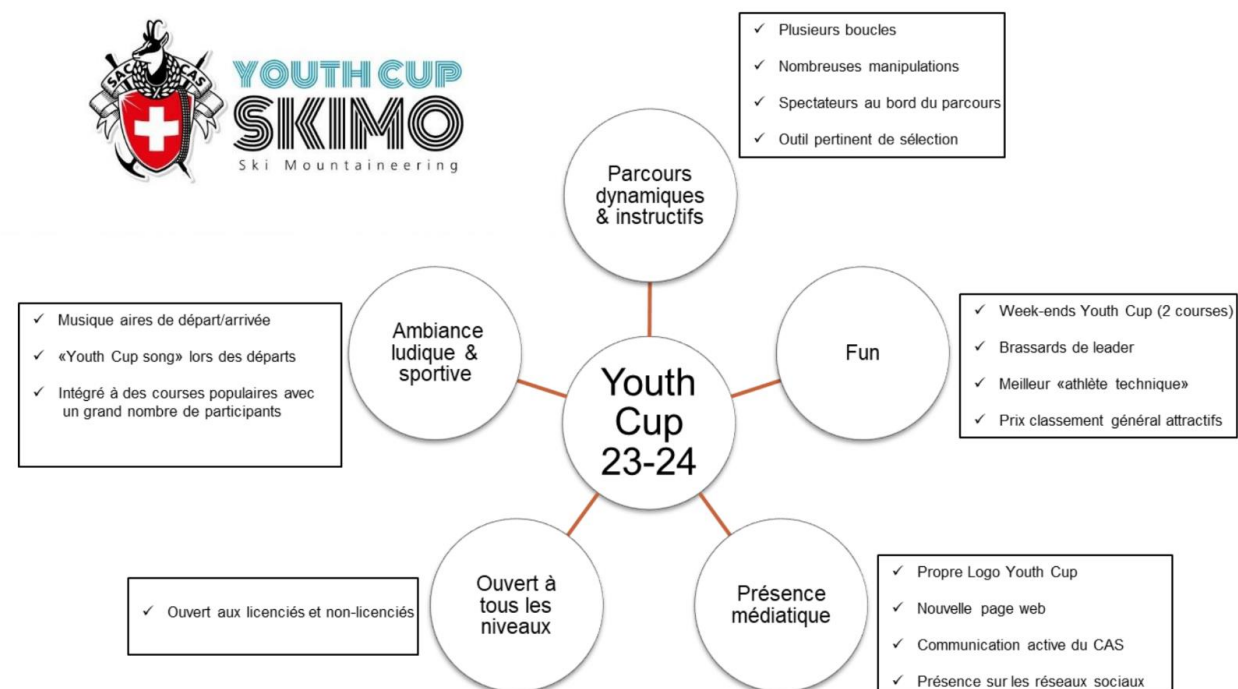 SAC CAS
YOUTH CUP
SKIMO
Ski Mountaineering
✓ Plusieurs boucles
✓ Nombreuses manipulations
✓ Spectateurs au bord du parcours
✓ Outil pertinent de sélection
Parcours
dynamiques
& instructifs
✓ Musique aires de départ/arrivée
✓ «Youth Cup song» lors des départs
✓ Intégré à des courses populaires avec
un grand nombre de participants
Ambiance
ludique &
sportive
Fun
✓ Week-ends Youth Cup (2 courses)
✓ Brassards de leader
✓ Meilleur «athlète technique»
✓ Prix classement général attractifs
Youth
Cup
23-24
✓ Ouvert aux licenciés et non-licenciés
Ouvert à
tous les
niveaux
Présence
médiatique
✓ Propre Logo Youth Cup
✓ Nouvelle page web
✓ Communication active du CAS
✓ Présence sur les réseaux sociaux